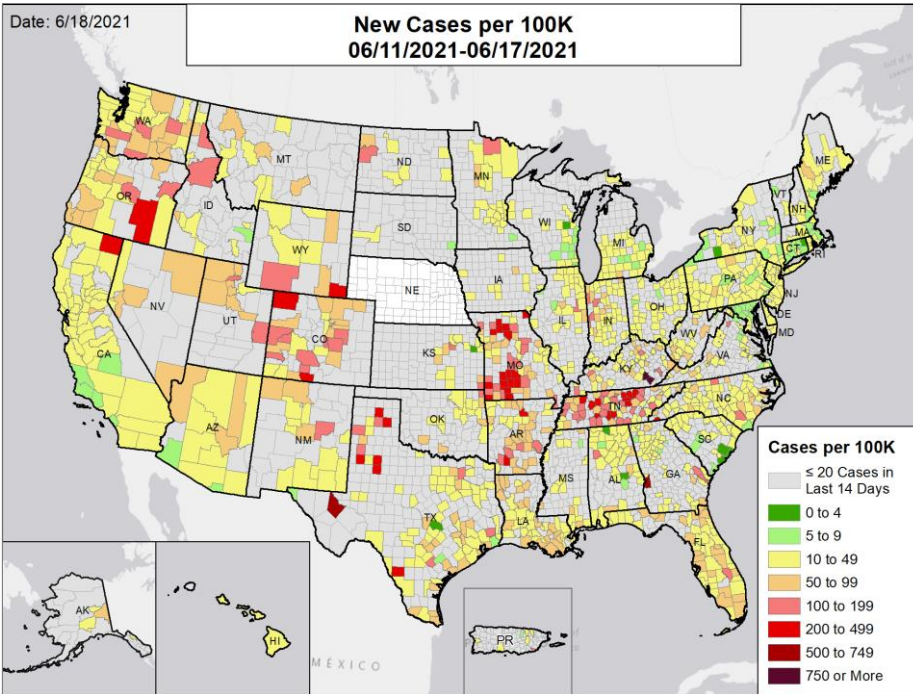 Date: 6/18/2021
New Cases per 100K
06/11/2021-06/17/2021
WA
MT
ND
MN
ME
OR
ID
SD
WI
MI
VT
NH
NY
MA
CT
RI
WY
IA
PA
NE
NJ
NV
UT
CO
IL
IN
OH
DE
MD
WV
CA
KS
MO
KY
VA
AZ
NM
OK
AR
TN
NC
SC
MS
AL
GA
TX
LA
FL
AK
HI
PR
MÉXICO
Cases per 100K
≤ 20 Cases in
Last 14 Days
0 to 4
5 to 9
10 to 49
50 to 99
100 to 199
200 to 499
500 to 749
750 or More